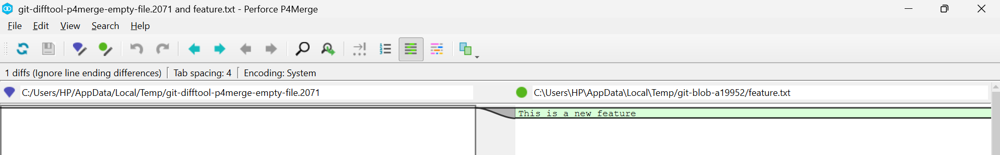 git-difftool-p4merge-empty-file.2071 and feature.txt - Perforce P4Merge
File Edit View Search Help
1 diffs (Ignore line ending differences) Tab spacing: 4 Encoding: System
C:/Users/HP/AppData/Local/Temp/git-difftool-p4merge-empty-file.2071 C:\Users\HP\AppData\Local\Temp/git-blob-a19952/feature.txt
This is a new feature